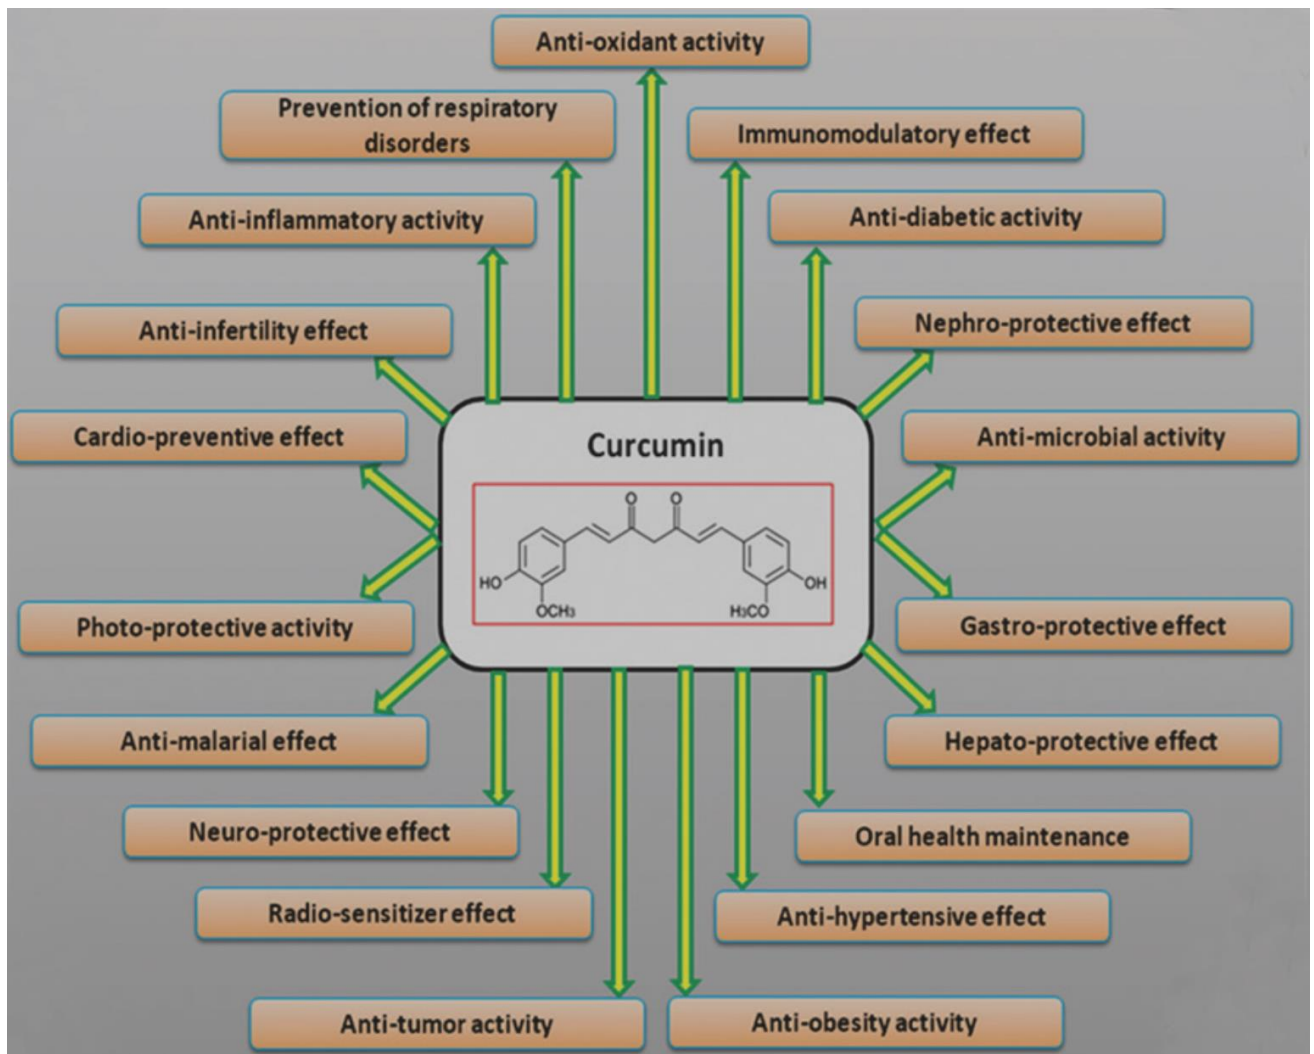 Anti-oxidant activity
Prevention of respiratory
disorders
Immunomodulatory effect
Anti-inflammatory activity
Anti-diabetic activity
Anti-infertility effect
Nephro-protective effect
Cardio-preventive effect
Curcumin
Anti-microbial activity
O O
HO
OCH3
H3CO
OH
Photo-protective activity
Gastro-protective effect
Anti-malarial effect
Hepato-protective effect
Neuro-protective effect
Oral health maintenance
Radio-sensitizer effect
Anti-hypertensive effect
Anti-tumor activity
Anti-obesity activity